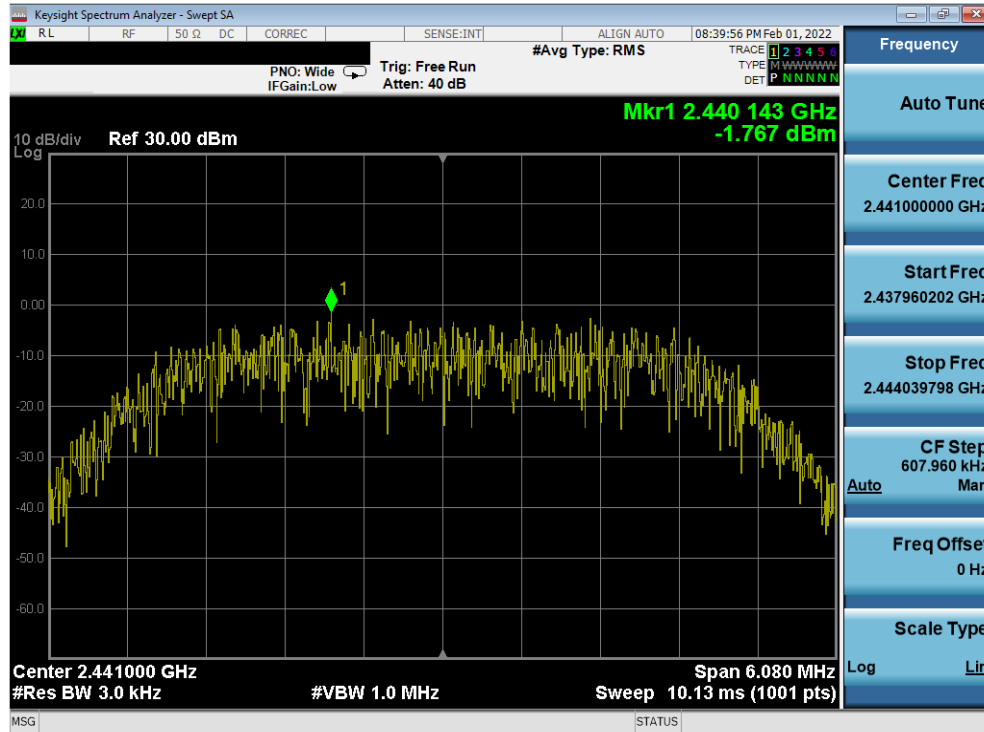 Keysight Spectrum Analyzer - Swept SA
LXI RL RF 50 Ω DC CORREC SENSE:INT ALIGN AUTO 08:39:56 PM Feb 01, 2022
#Avg Type: RMS TRACE 1 2 3 4 5 6
PNO: Wide Trig: Free Run TYPE M WWWWW
IFGain:Low Atten: 40 dB DET P N N N N N
Mkr1 2.440 143 GHz
-1.767 dBm
10 dB/div Ref 30.00 dBm
Log
20.0
10.0
1
0.00
-10.0
-20.0
-30.0
-40.0
-50.0
-60.0
Center 2.441000 GHz Span 6.080 MHz
#Res BW 3.0 kHz #VBW 1.0 MHz Sweep 10.13 ms (1001 pts)
MSG STATUS
Frequency
Auto Tune
Center Freq
2.441000000 GHz
Start Freq
2.437960202 GHz
Stop Freq
2.444039798 GHz
CF Step
607.960 kHz
Auto Man
Freq Offset
0 Hz
Scale Type
Log Lin